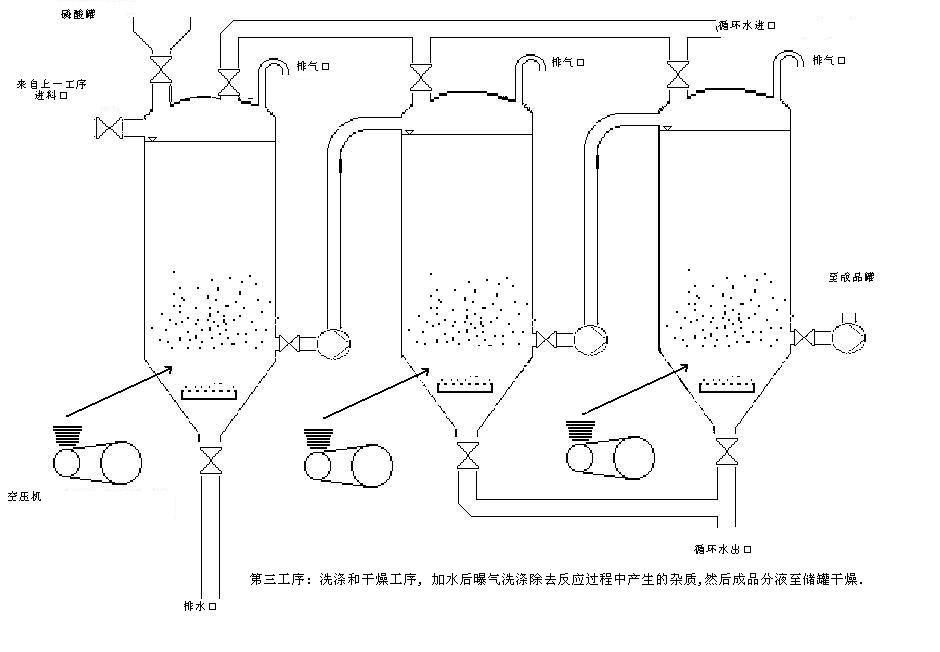 磷酸罐
循环水进口
排气口
排气口
排气口
来自上一工序
进料口
至成品罐
空压机
循环水出口
第三工序：洗涤和干燥工序，加水后曝气洗涤除去反应过程中产生的杂质,然后成品分液至储罐干燥.
排水口